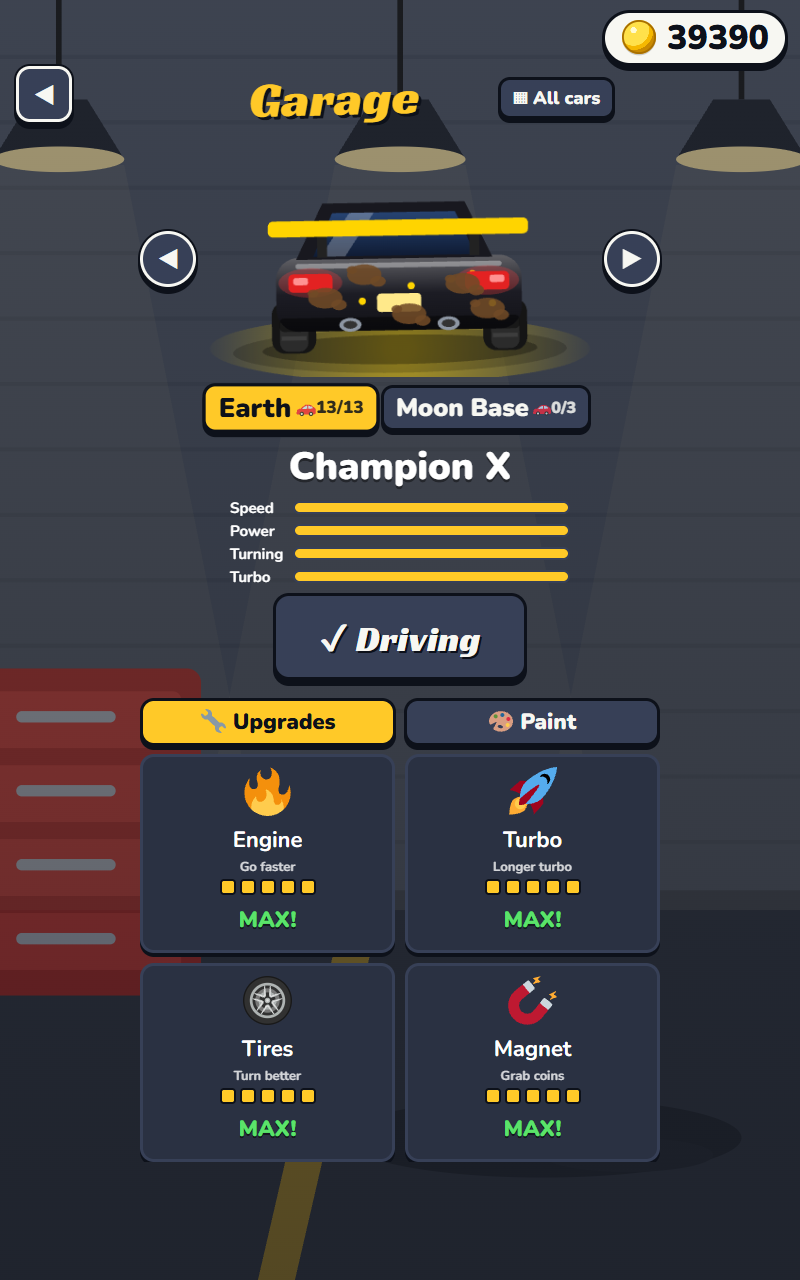 39390
Garage
All cars
Earth 13/13
Moon Base 0/3
Champion X
Speed
Power
Turning
Turbo
✓ Driving
Upgrades
Paint
Engine
Go faster
MAX!
Turbo
Longer turbo
MAX!
Tires
Turn better
MAX!
Magnet
Grab coins
MAX!